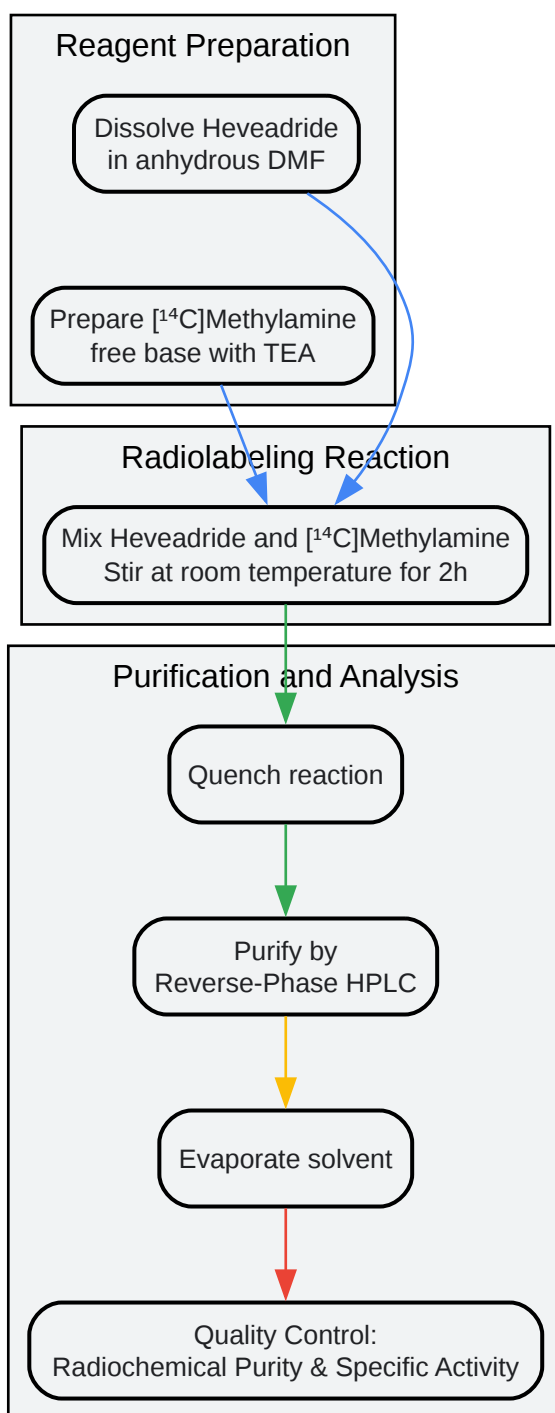 Reagent Preparation
Dissolve Heveadride
in anhydrous DMF
Prepare [¹⁴C]Methylamine
free base with TEA
Radiolabeling Reaction
Mix Heveadride and [¹⁴C]Methylamine
Stir at room temperature for 2h
Purification and Analysis
Quench reaction
Purify by
Reverse-Phase HPLC
Evaporate solvent
Quality Control:
Radiochemical Purity & Specific Activity